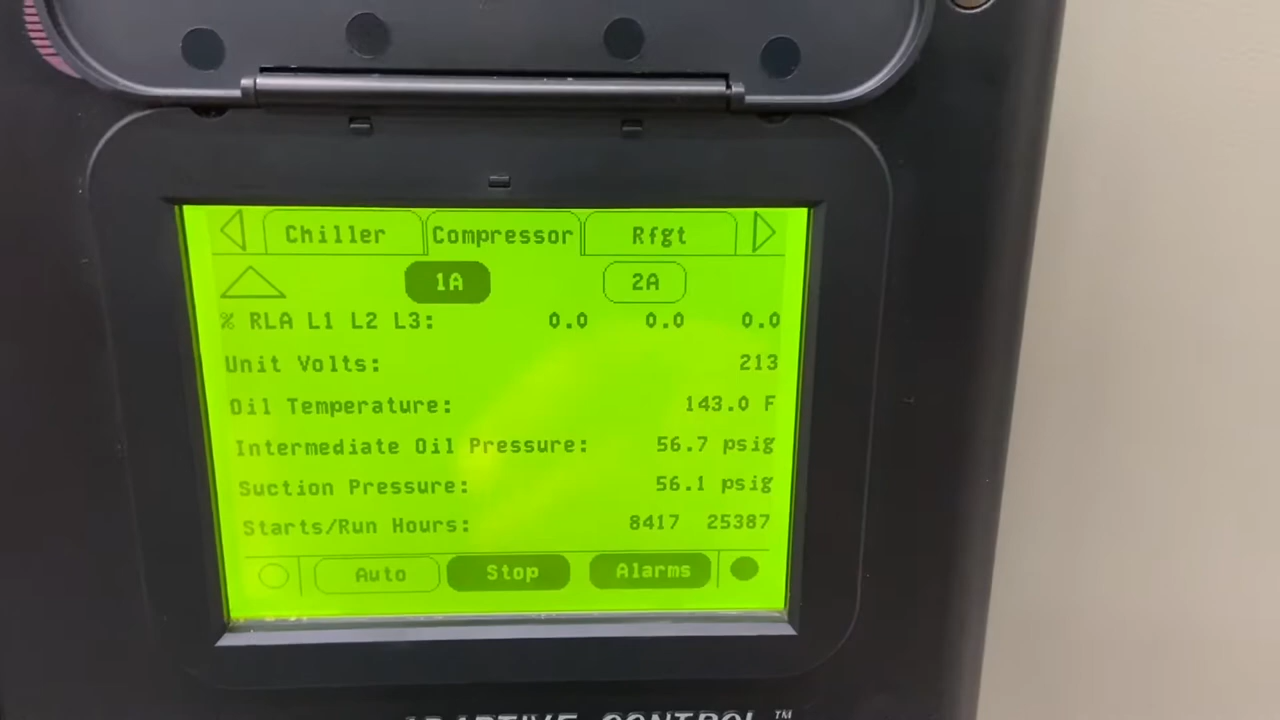 Chiller Compressor Rfgt
1A 2A
% RLA L1 L2 L3: 0.0 0.0 0.0
Unit Volts: 213
Oil Temperature: 143.0 F
Intermediate Oil Pressure: 56.7 psig
Suction Pressure: 56.1 psig
Starts/Run Hours: 8417 25387
Auto Stop Alarms
ADAPTIVE CONTROL™